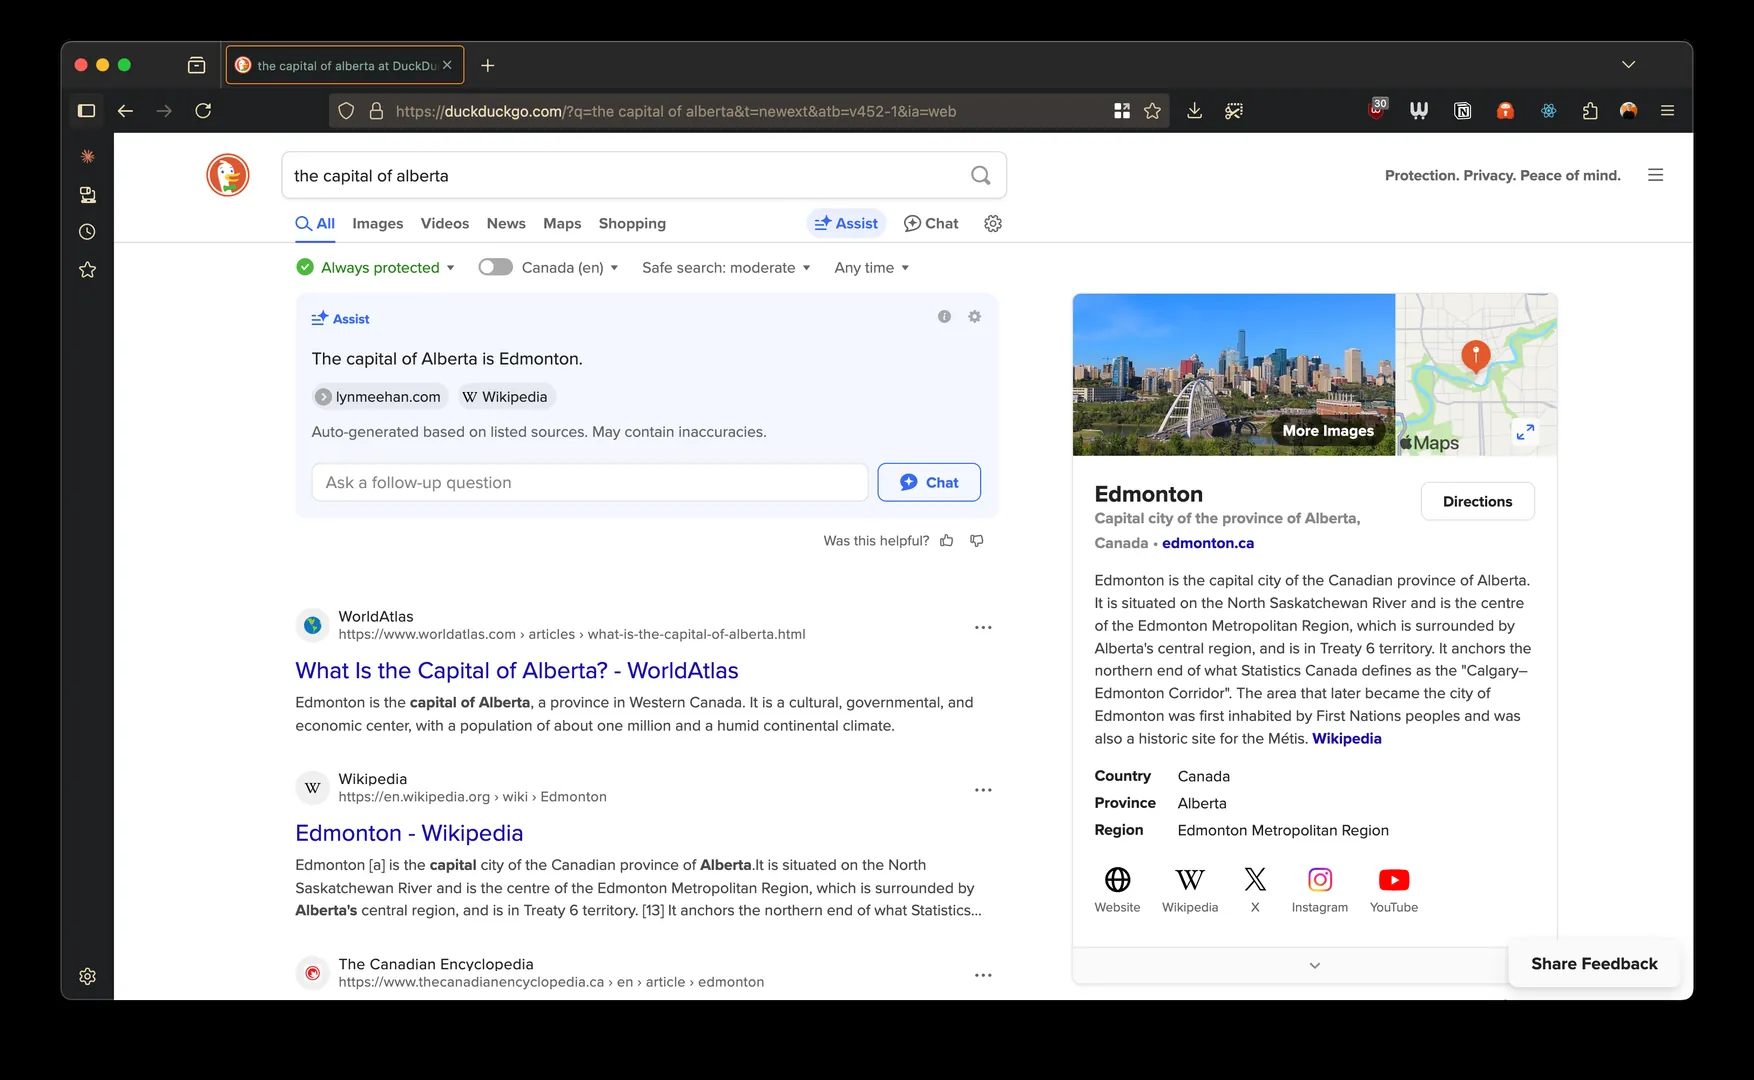 the capital of alberta at DuckDu
https://duckduckgo.com/?q=the capital of alberta&t=newext&atb=v452-1&ia=web
30
the capital of alberta
Protection. Privacy. Peace of mind.
All Images Videos News Maps Shopping Assist Chat
Always protected Canada (en) Safe search: moderate Any time
Assist
The capital of Alberta is Edmonton.
lynmeehan.com W Wikipedia
Auto-generated based on listed sources. May contain inaccuracies.
Ask a follow-up question Chat
Was this helpful?
WorldAtlas
https://www.worldatlas.com › articles › what-is-the-capital-of-alberta.html
What Is the Capital of Alberta? - WorldAtlas
Edmonton is the capital of Alberta, a province in Western Canada. It is a cultural, governmental, and
economic center, with a population of about one million and a humid continental climate.
W
Wikipedia
https://en.wikipedia.org › wiki › Edmonton
Edmonton - Wikipedia
Edmonton [a] is the capital city of the Canadian province of Alberta.It is situated on the North
Saskatchewan River and is the centre of the Edmonton Metropolitan Region, which is surrounded by
Alberta's central region, and is in Treaty 6 territory. [13] It anchors the northern end of what Statistics...
The Canadian Encyclopedia
https://www.thecanadianencyclopedia.ca › en › article › edmonton
More Images
Maps
Edmonton
Directions
Capital city of the province of Alberta,
Canada • edmonton.ca
Edmonton is the capital city of the Canadian province of Alberta.
It is situated on the North Saskatchewan River and is the centre
of the Edmonton Metropolitan Region, which is surrounded by
Alberta's central region, and is in Treaty 6 territory. It anchors the
northern end of what Statistics Canada defines as the "Calgary–
Edmonton Corridor". The area that later became the city of
Edmonton was first inhabited by First Nations peoples and was
also a historic site for the Métis. Wikipedia
Country Canada
Province Alberta
Region Edmonton Metropolitan Region
Website Wikipedia X Instagram YouTube
Share Feedback